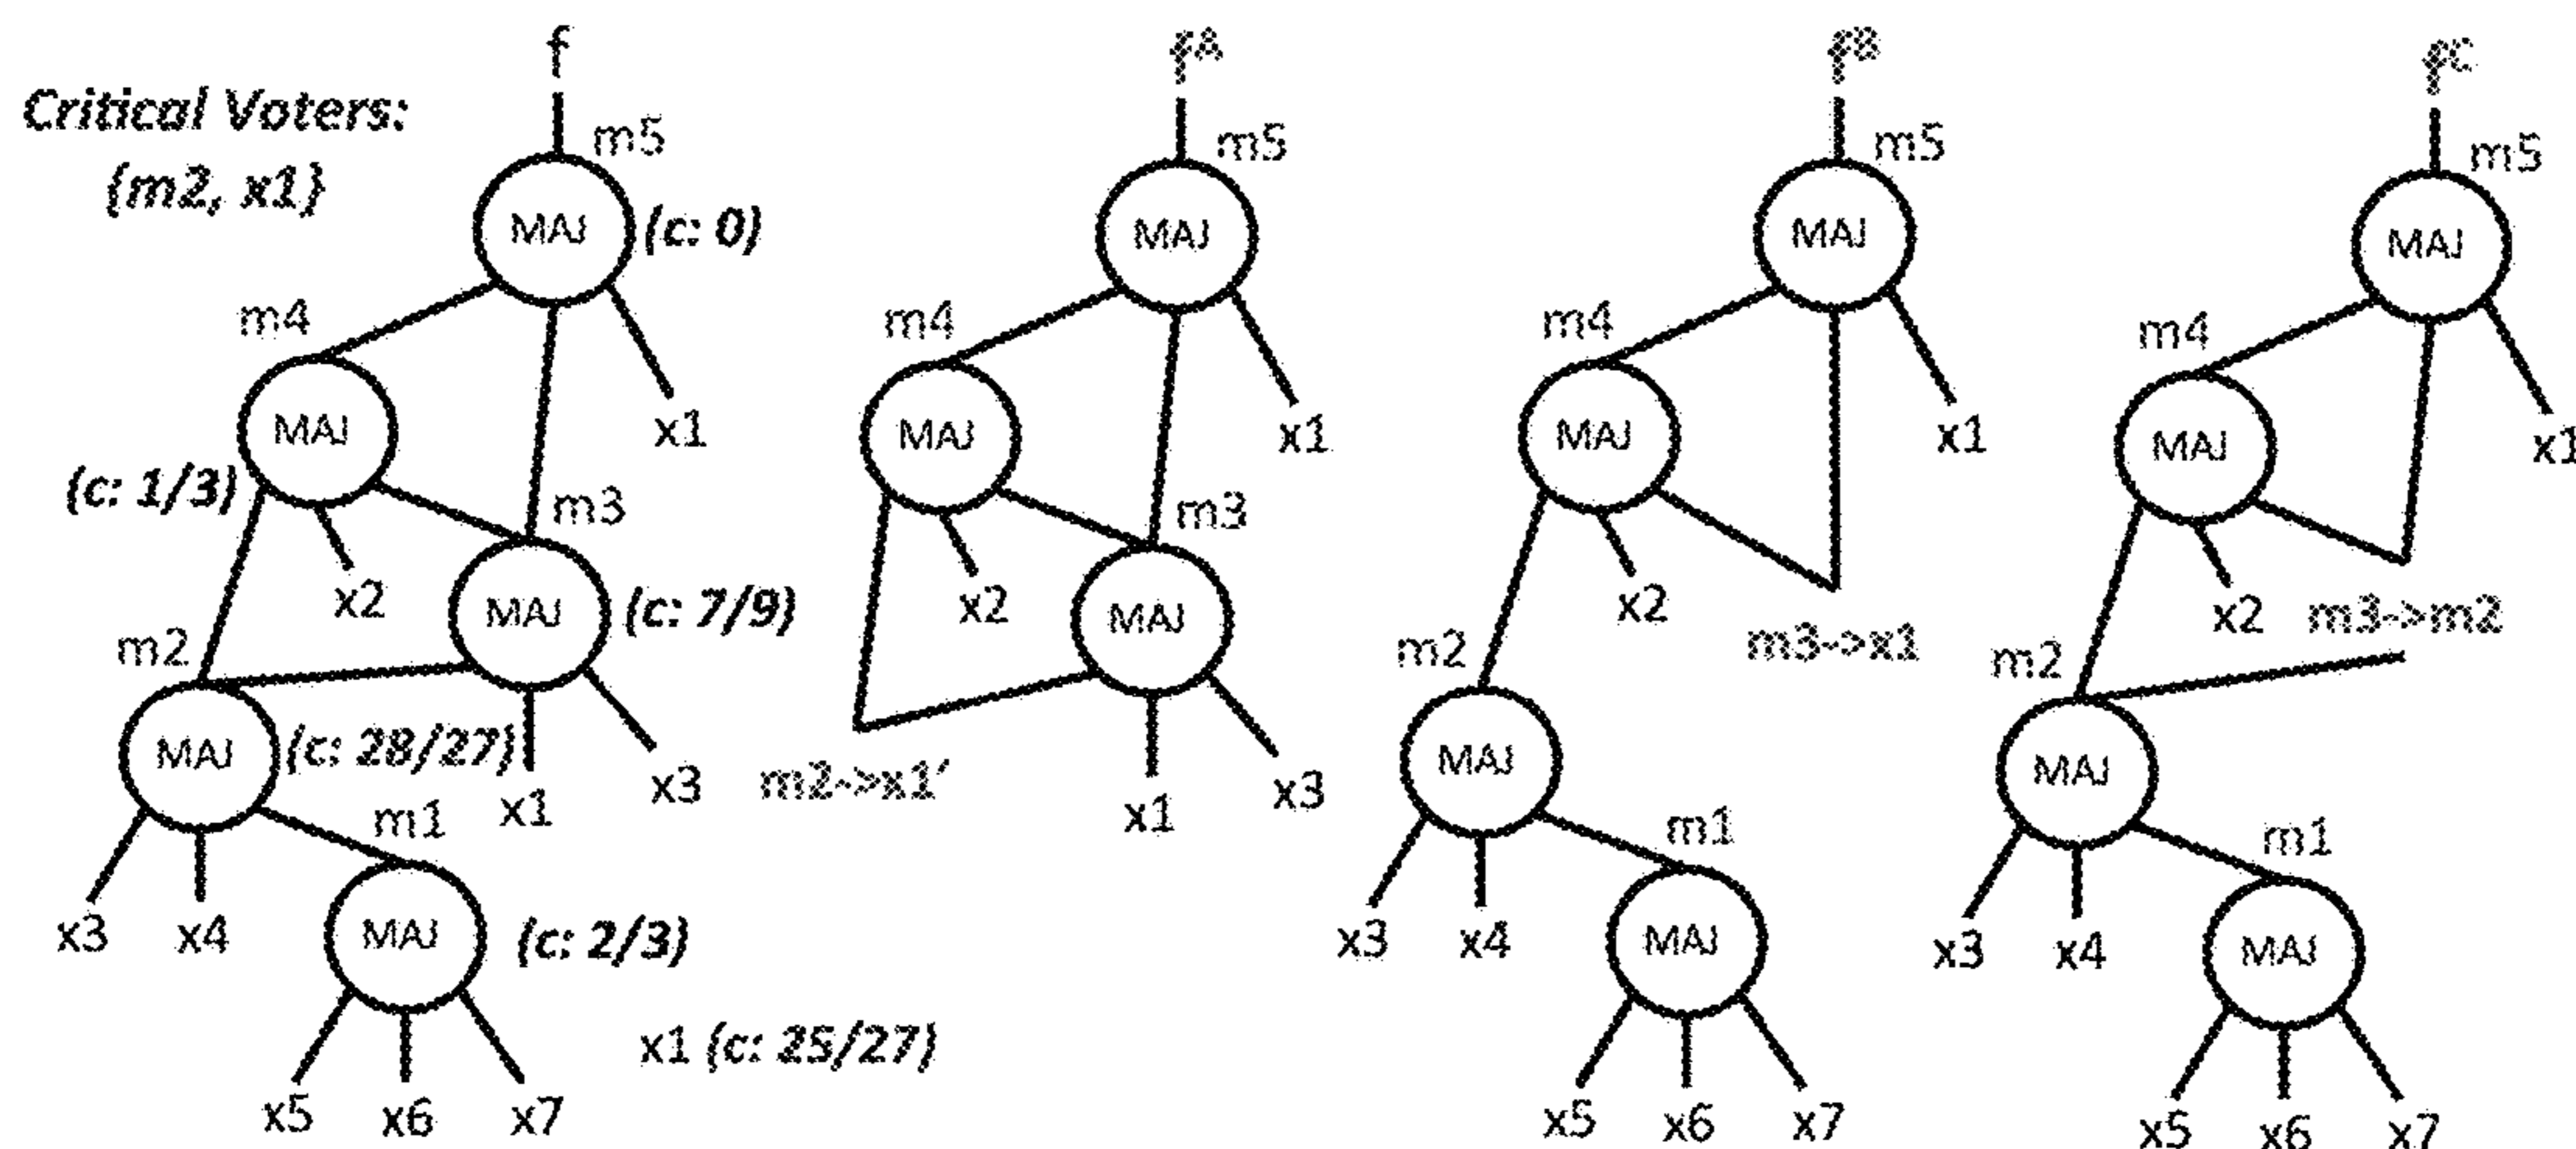 Critical Voters:
{m2, x1}
f
m5
MAJ
(c: 0)
m4
x1
MAJ
(c: 1/3)
m3
x2
MAJ
(c: 7/9)
m2
MAJ
(c: 28/27)
x1
x3
m1
x3
x4
MAJ
(c: 2/3)
x1 (c: 25/27)
x5
x6
x7
fA
m5
MAJ
m4
x1
MAJ
m3
x2
MAJ
m2->x1'
x1
x3
fB
m5
MAJ
m4
x1
MAJ
x2
m3->x1
m2
MAJ
m1
x3
x4
MAJ
x5
x6
x7
fC
m5
MAJ
m4
x1
MAJ
x2
m3->m2
m2
MAJ
m1
x3
x4
MAJ
x5
x6
x7